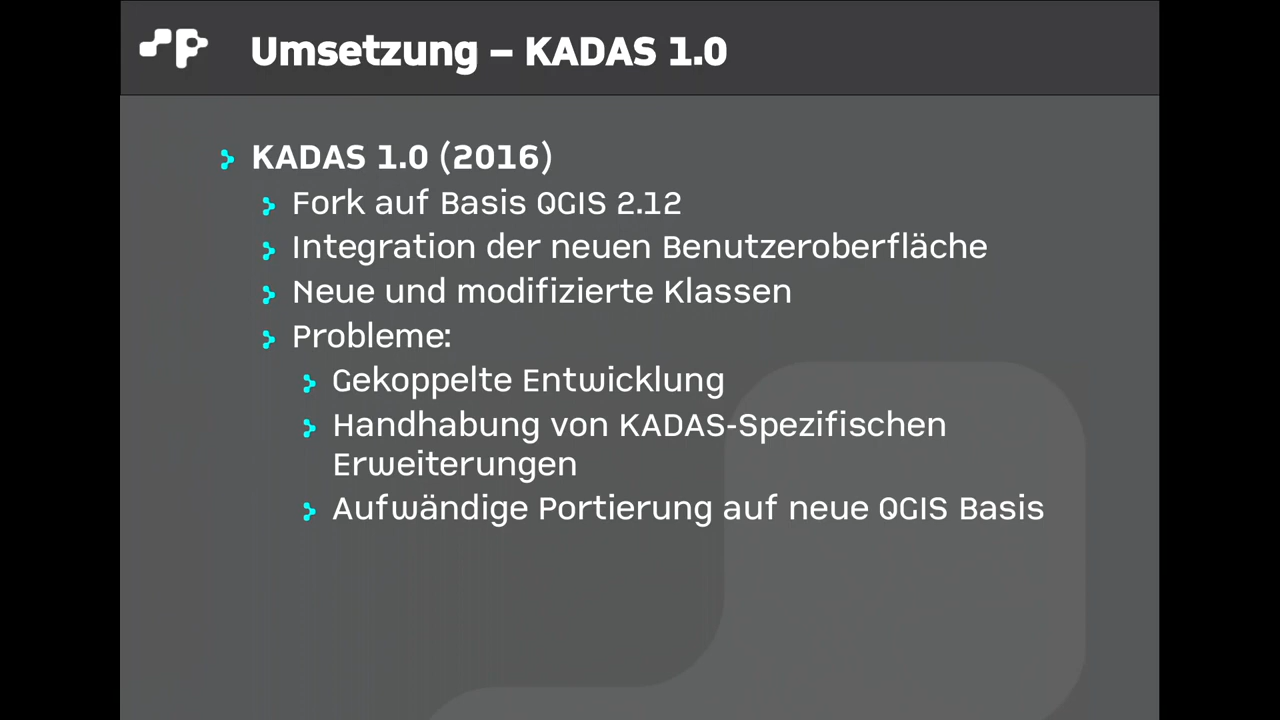 Umsetzung – KADAS 1.0
KADAS 1.0 (2016)
Fork auf Basis QGIS 2.12
Integration der neuen Benutzeroberfläche
Neue und modifizierte Klassen
Probleme:
Gekoppelte Entwicklung
Handhabung von KADAS-Spezifischen
Erweiterungen
Aufwändige Portierung auf neue QGIS Basis